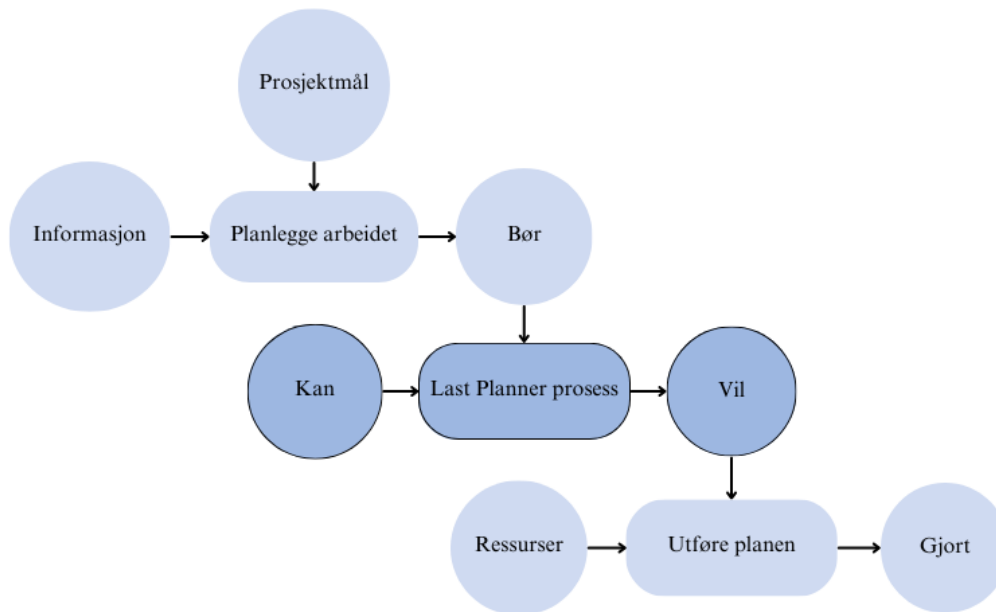 Prosjektmål
Informasjon
Planlegge arbeidet
Bør
Kan
Last Planner prosess
Vil
Ressurser
Utføre planen
Gjort